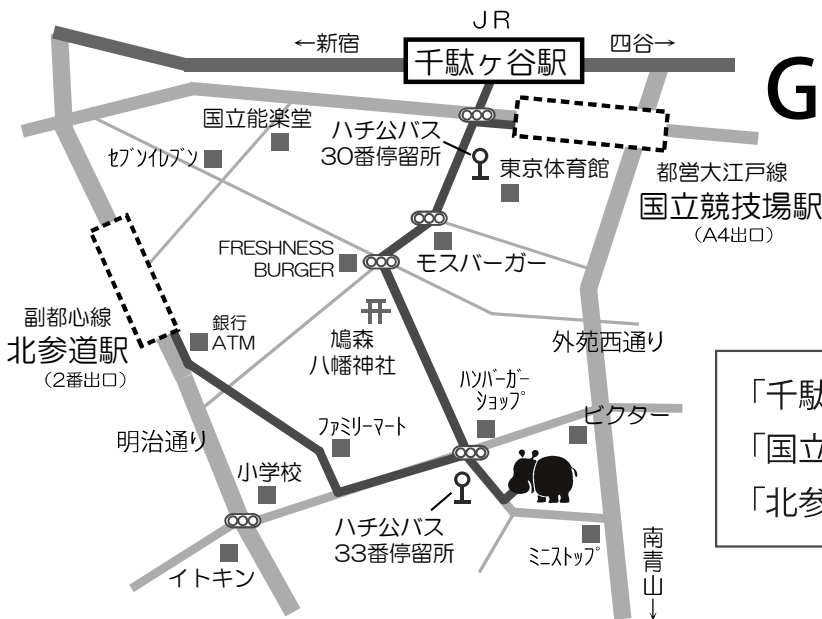 JR
←新宿
千駄ヶ谷駅
四谷→
G
国立能楽堂
ｾﾌﾞﾝｲﾚﾌﾞﾝ
ハチ公バス
30番停留所
東京体育館
都営大江戸線
国立競技場駅
(A4出口)
FRESHNESS
BURGER
モスバーガー
副都心線
北参道駅
(2番出口)
銀行
ATM
鳩森
八幡神社
外苑西通り
ﾊﾝﾊﾞｰｶﾞｰ
ｼｮｯﾌﾟ
「千駄
「国立
「北参
明治通り
ﾌｧﾐﾘｰﾏｰﾄ
ビクター
小学校
ハチ公バス
33番停留所
イトキン
ﾐﾆｽﾄｯﾌﾟ
南青山→